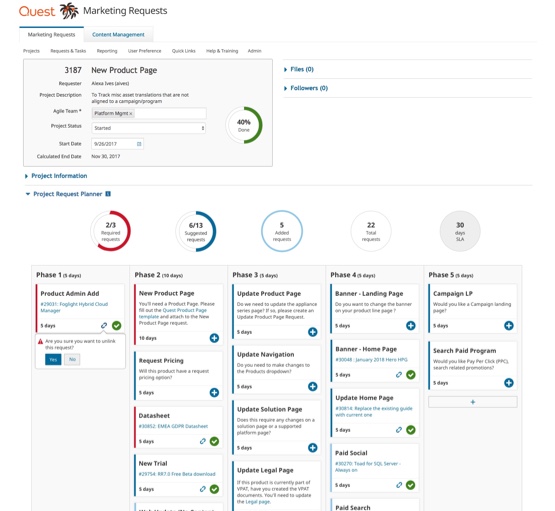 Quest Marketing Requests
Marketing Requests Content Management
Projects Requests & Tasks Reporting User Preference Quick Links Help & Training Admin
3187 New Product Page
Requester Alexa Ives (aives)
Project Description To Track misc asset translations that are not
aligned to a campaign/program
Agile Team * Platform Mgmt ×
Project Status Started
Start Date 9/26/2017
Calculated End Date Nov 30, 2017
40%
Done
Files (0)
Followers (0)
Project Information
Project Request Planner
2/3
Required
requests
6/13
Suggested
requests
5
Added
requests
22
Total
requests
30
days
SLA
Phase 1 (5 days)
Product Admin Add
#29031: Foglight Hybrid Cloud
Manager
5 days
Are you sure you want to unlink
this request?
Yes No
Phase 2 (10 days)
New Product Page
You'll need a Product Page. Please
fill out the Quest Product Page
template and attach to the New
Product Page request.
10 days
Request Pricing
Will this product have a request
pricing option?
5 days
Datasheet
#30852: EMEA GDPR Datasheet
5 days
New Trial
#29754: RR7.0 Free Beta download
5 days
Phase 3 (5 days)
Update Product Page
Do we need to update the appliance
series page? If so, please create an
Update Product Page Request
5 days
Update Navigation
Do you need to make changes to
the Products dropdown?
5 days
Update Solution Page
Does this require any changes on a
solution page or a supported
platform page?
5 days
Update Legal Page
If this product is currently part of
VPAT, have you created the VPAT
documents. You'll need to update
the Legal page.
Phase 4 (5 days)
Banner - Landing Page
Do you want to change the banner
on your product line page ?
5 days
Banner - Home Page
#30048: January 2018 Hero HPG
5 days
Update Home Page
#30814: Replace the existing guide
with current one
5 days
Paid Social
#30270: Toad for SQL Server -
Always on
5 days
Paid Search
Phase 5 (5 days)
Campaign LP
Would you like a Campaign landing
page?
5 days
Search Paid Program
Would you like Pay Per Click (PPC),
search related promotions?
5 days
+